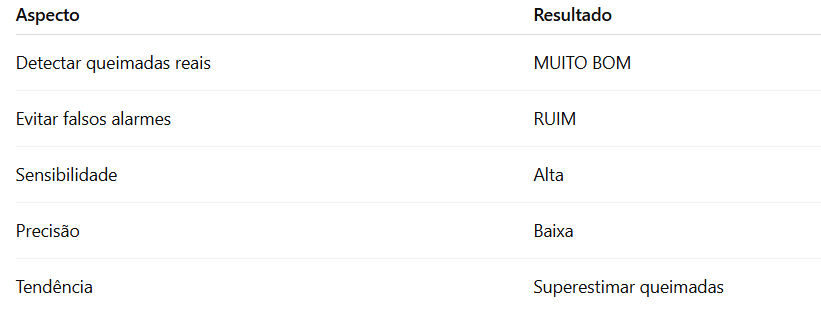 Aspecto Resultado
Detectar queimadas reais MUITO BOM
Evitar falsos alarmes RUIM
Sensibilidade Alta
Precisão Baixa
Tendência Superestimar queimadas